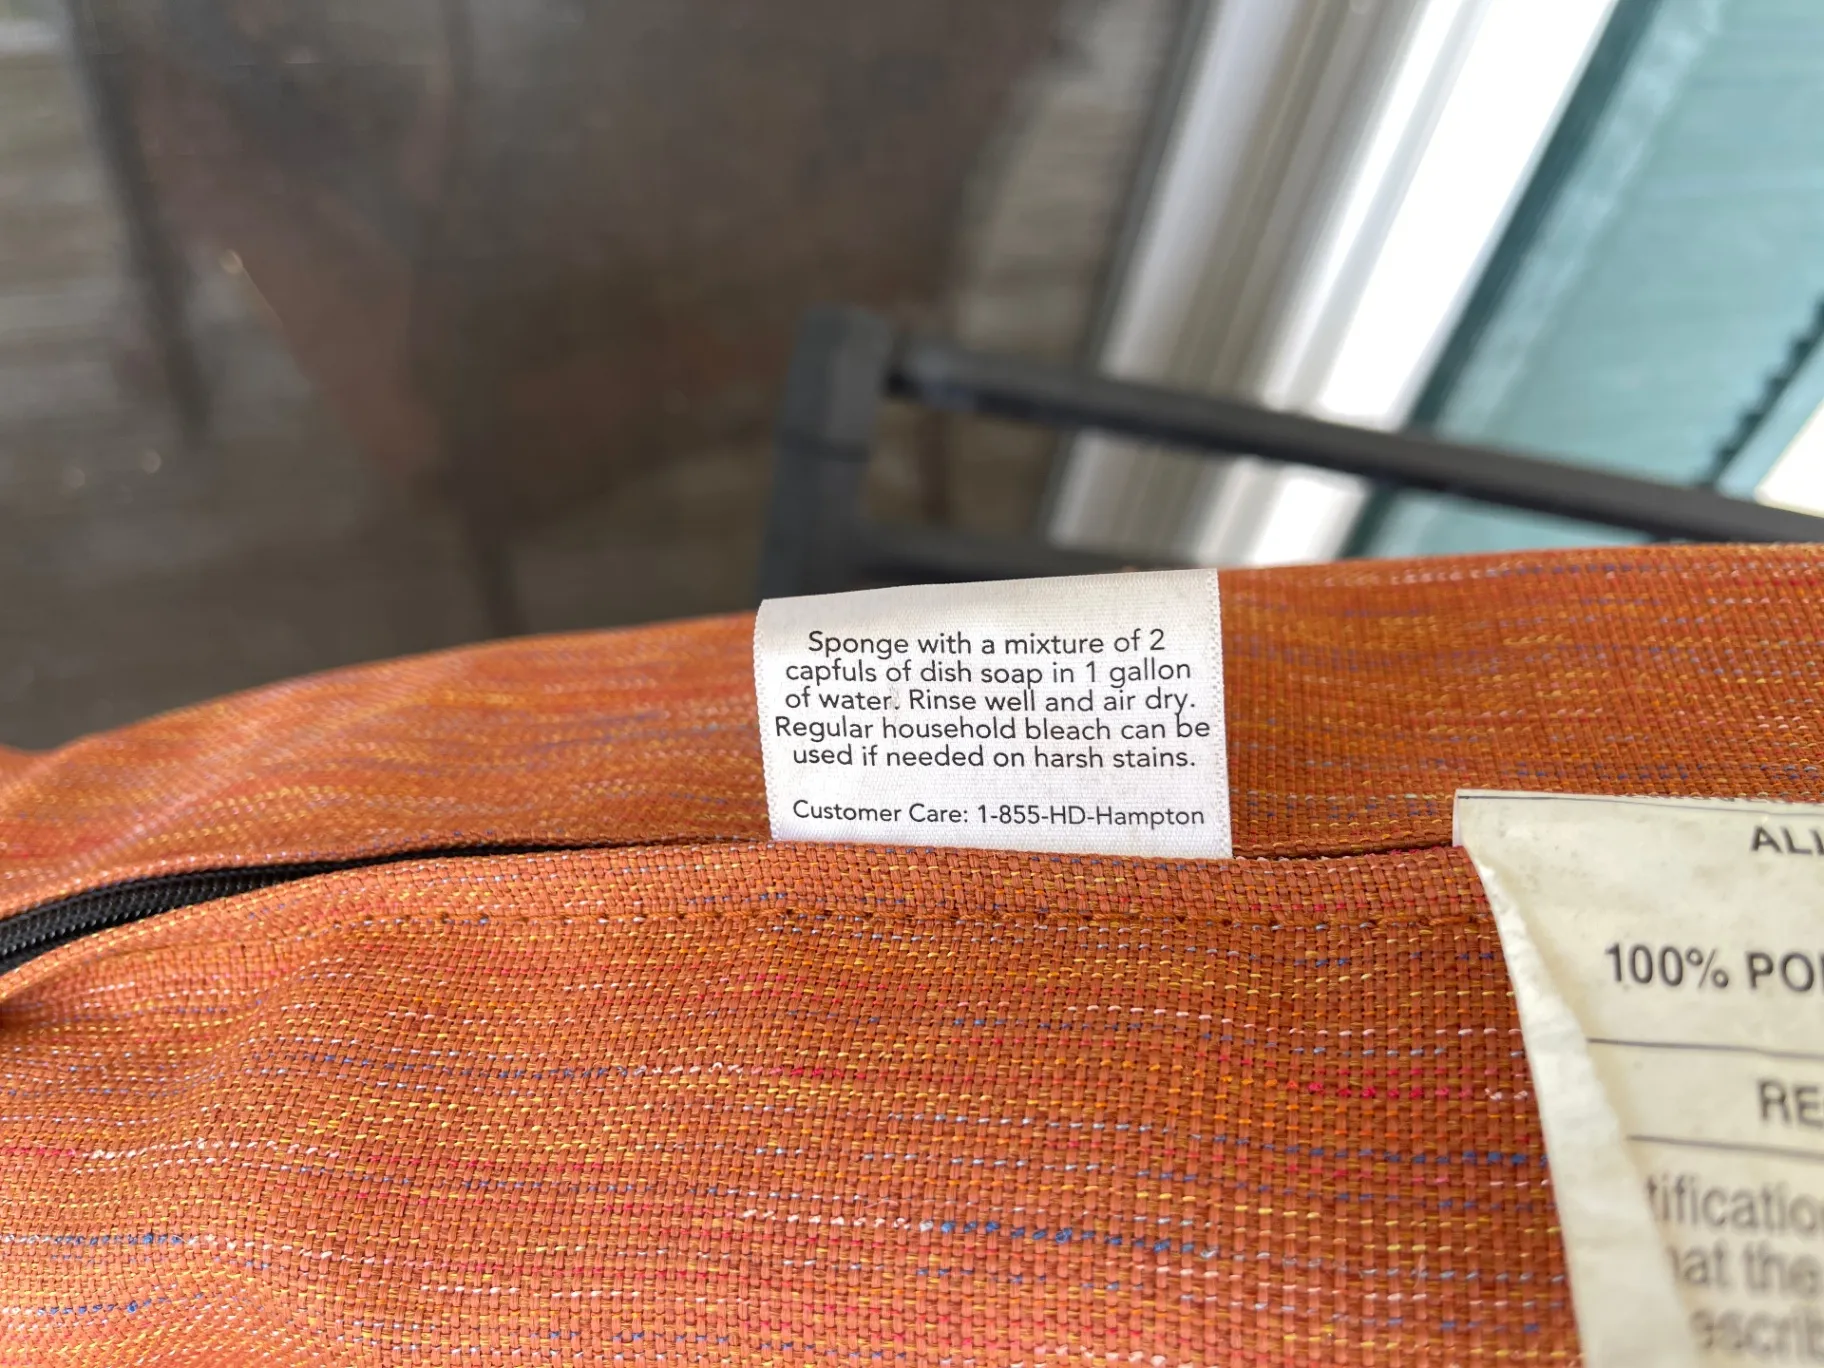 Sponge with a mixture of 2
capfuls of dish soap in 1 gallon
of water. Rinse well and air dry.
Regular household bleach can be
used if needed on harsh stains.
Customer Care: 1-855-HD-Hampton
100%